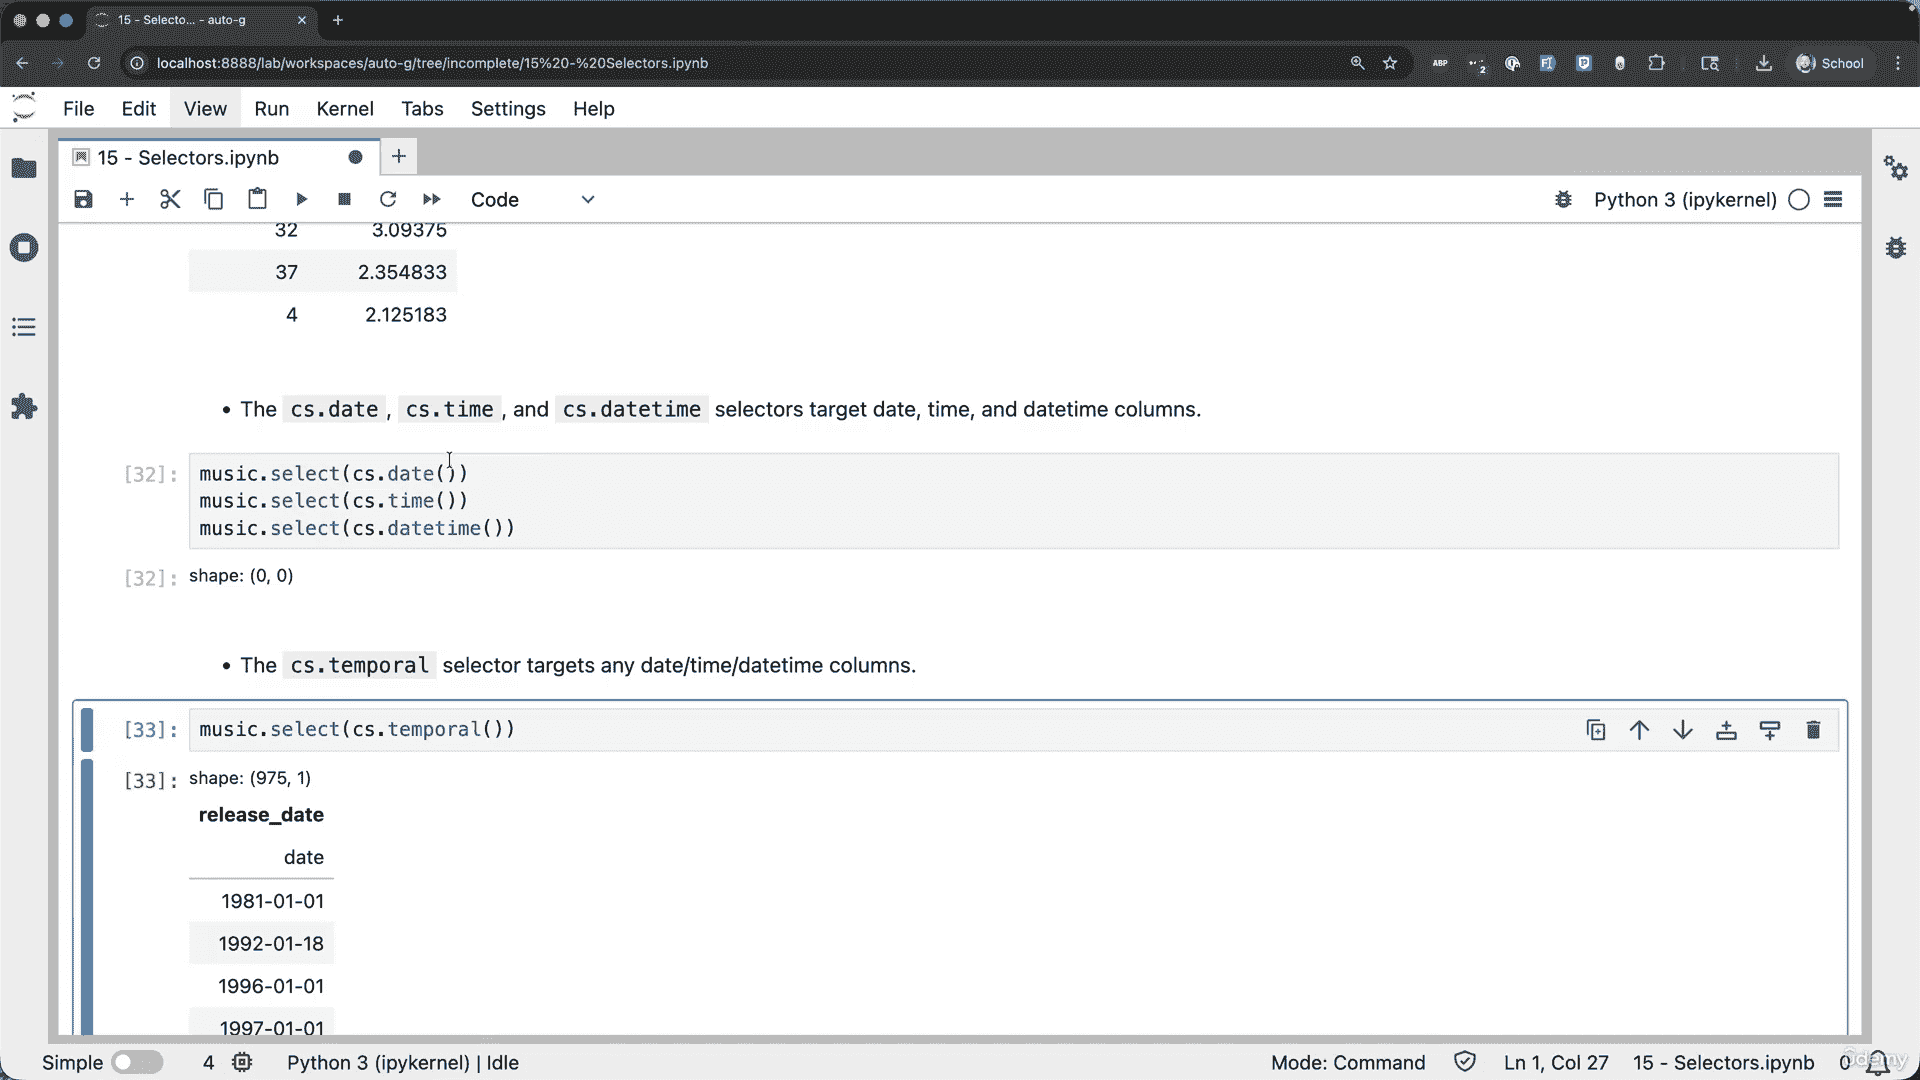 15 - Selecto... - auto-g
localhost:8888/lab/workspaces/auto-g/tree/incomplete/15%20-%20Selectors.ipynb
ABP
2
School
File Edit View Run Kernel Tabs Settings Help
15 - Selectors.ipynb
Code
Python 3 (ipykernel)
32 3.09375
37 2.354833
4 2.125183
• The cs.date, cs.time, and cs.datetime selectors target date, time, and datetime columns.
[32]: music.select(cs.date())
music.select(cs.time())
music.select(cs.datetime())
[32]: shape: (0, 0)
• The cs.temporal selector targets any date/time/datetime columns.
[33]: music.select(cs.temporal())
[33]: shape: (975, 1)
release_date
date
1981-01-01
1992-01-18
1996-01-01
1997-01-01
Simple 4 Python 3 (ipykernel) | Idle Mode: Command Ln 1, Col 27 15 - Selectors.ipynb 0
udemy